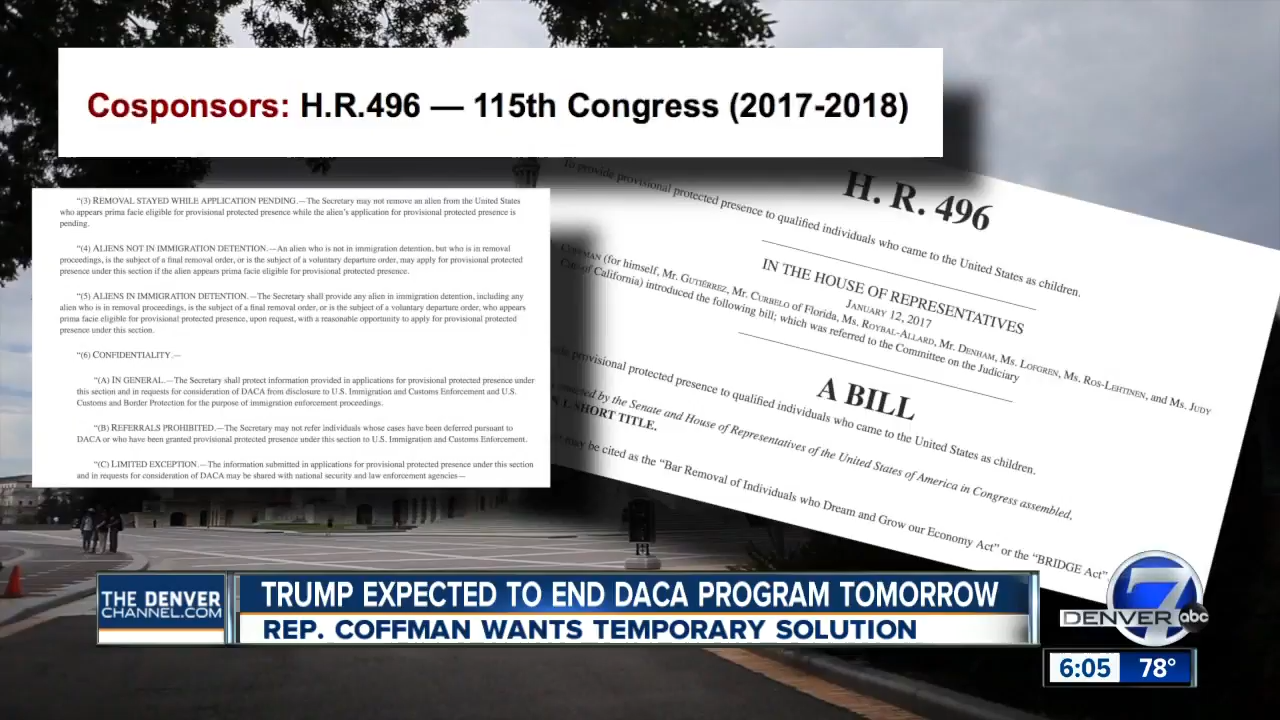 Cosponsors: H.R.496 — 115th Congress (2017-2018)
“(3) REMOVAL STAYED WHILE APPLICATION PENDING.—The Secretary may not remove an alien from the United States
who appears prima facie eligible for provisional protected presence while the alien’s application for provisional protected presence is
pending.
“(4) ALIENS NOT IN IMMIGRATION DETENTION.—An alien who is not in immigration detention, but who is in removal
proceedings, is the subject of a final removal order, or is the subject of a voluntary departure order, may apply for provisional protected
presence under this section if the alien appears prima facie eligible for provisional protected presence.
“(5) ALIENS IN IMMIGRATION DETENTION.—The Secretary shall provide any alien in immigration detention, including any
alien who is in removal proceedings, is the subject of a final removal order, or is the subject of a voluntary departure order, who appears
prima facie eligible for provisional protected presence, upon request, with a reasonable opportunity to apply for provisional protected
presence under this section.
“(6) CONFIDENTIALITY.—
“(A) IN GENERAL.—The Secretary shall protect information provided in applications for provisional protected presence under
this section and in requests for consideration of DACA from disclosure to U.S. Immigration and Customs Enforcement and U.S.
Customs and Border Protection for the purpose of immigration enforcement proceedings.
“(B) REFERRALS PROHIBITED.—The Secretary may not refer individuals whose cases have been deferred pursuant to
DACA or who have been granted provisional protected presence under this section to U.S. Immigration and Customs Enforcement.
“(C) LIMITED EXCEPTION.—The information submitted in applications for provisional protected presence under this section
and in requests for consideration of DACA may be shared with national security and law enforcement agencies—
To provide provisional protected presence to qualified individuals who came to the United States as children.
H. R. 496
IN THE HOUSE OF REPRESENTATIVES
JANUARY 12, 2017
(for himself, Mr. GUTIÉRREZ, Mr. CURBELO of Florida, Ms. ROYBAL-ALLARD, Mr. DENHAM, Ms. LOFGREN, Ms. ROS-LEHTINEN, and Ms. JUDY
of California) introduced the following bill; which was referred to the Committee on the Judiciary
A BILL
provisional protected presence to qualified individuals who came to the United States as children.
enacted by the Senate and House of Representatives of the United States of America in Congress assembled,
1. SHORT TITLE.
may be cited as the “Bar Removal of Individuals who Dream and Grow our Economy Act” or the “BRIDGE Act”
THE DENVER
CHANNEL.COM
TRUMP EXPECTED TO END DACA PROGRAM TOMORROW
REP. COFFMAN WANTS TEMPORARY SOLUTION
DENVER 7 abc
6:05 78°